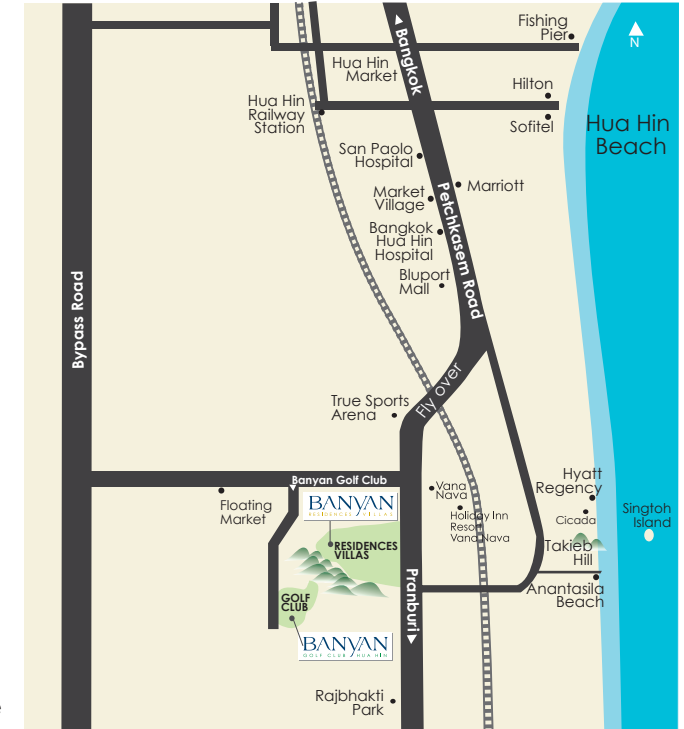 Fishing
Pier
N
Bangkok
Hua Hin
Market
Hilton
Hua Hin
Railway
Station
Sofitel
Hua Hin
Beach
San Paolo
Hospital
Marriott
Market
Village
Petchkasem Road
Bangkok
Hua Hin
Hospital
Bluport
Mall
Bypass Road
Fly over
True Sports
Arena
Banyan Golf Club
Hyatt
Regency
Vana
Nava
Floating
Market
BANYAN
RESIDENCES VILLAS
Holiday Inn
Resort
Vana Nava
Cicada
Singtoh
Island
RESIDENCES
VILLAS
Takieb
Hill
Pranburi
Anantasila
Beach
GOLF
CLUB
BANYAN
GOLF CLUB HUA HIN
Rajbhakti
Park
e